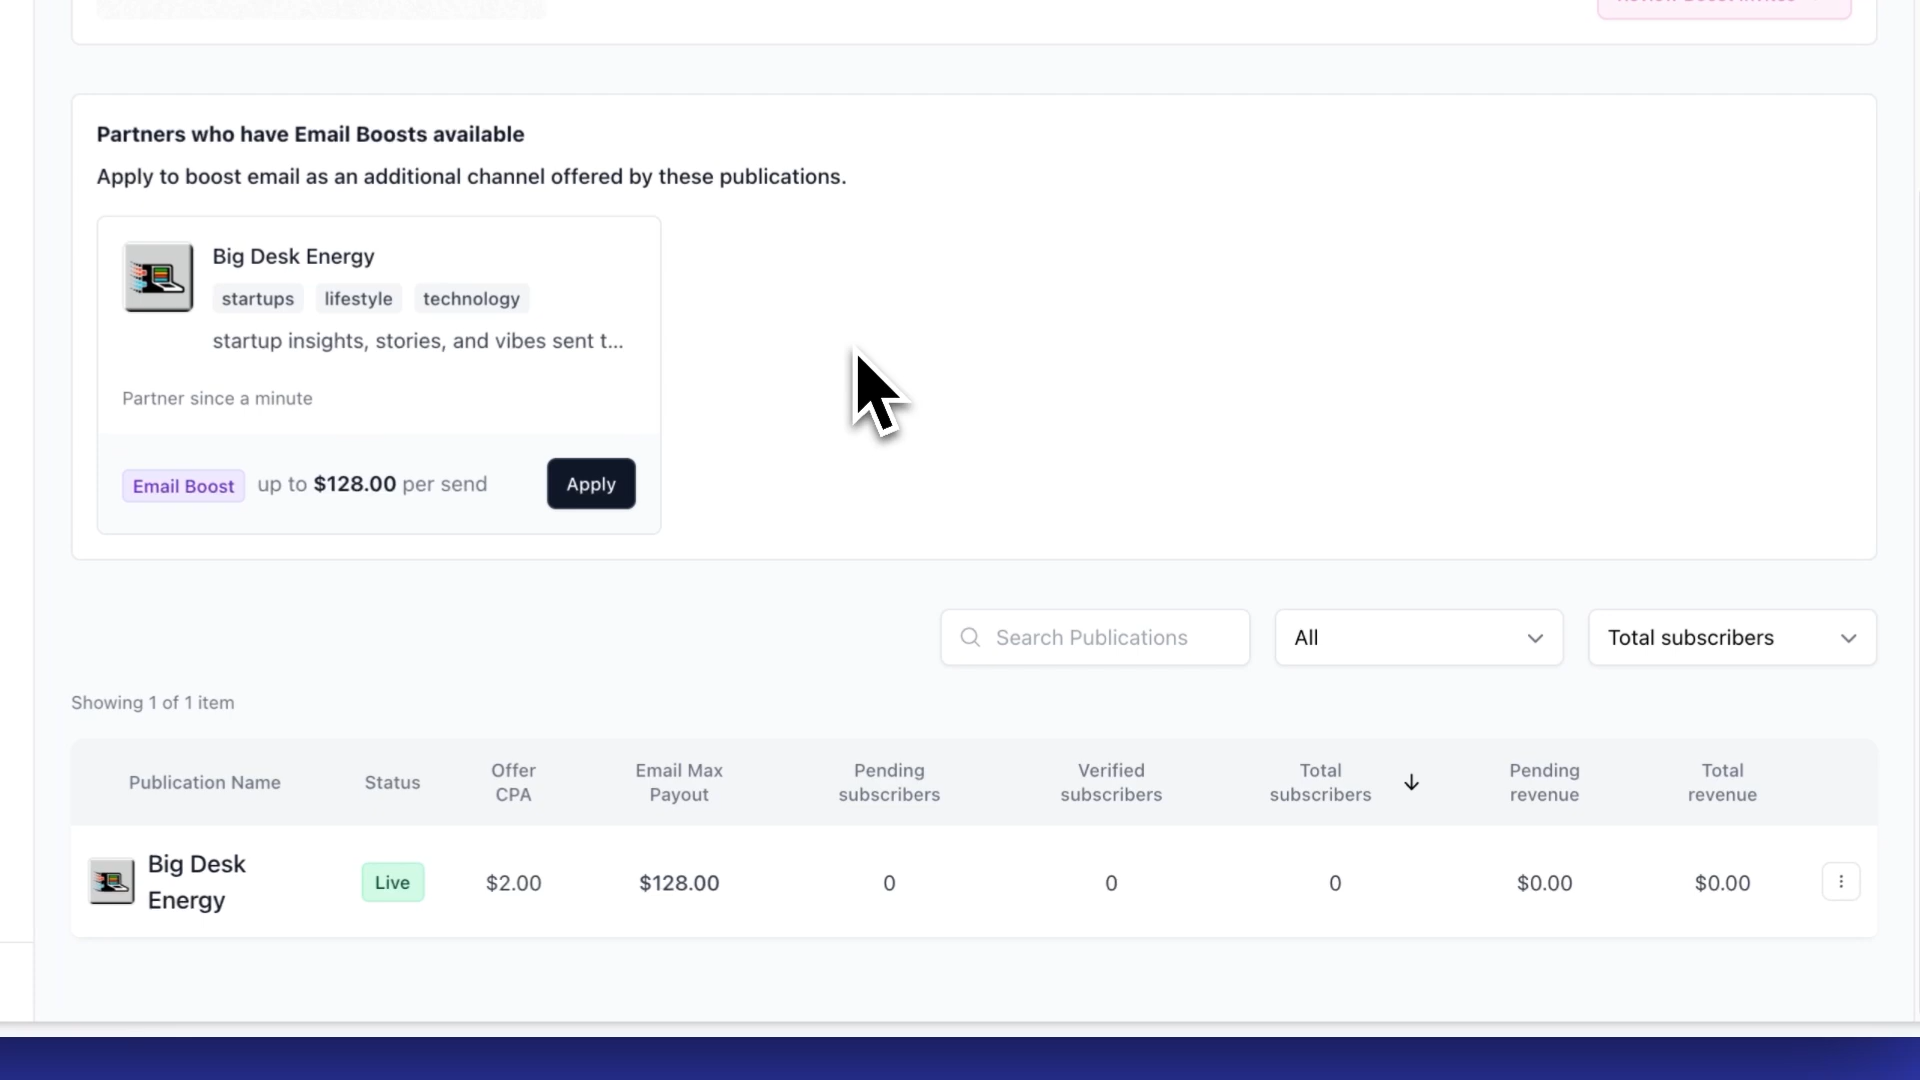 Partners who have Email Boosts available
Apply to boost email as an additional channel offered by these publications.
Big Desk Energy
startups lifestyle technology
startup insights, stories, and vibes sent t...
Partner since a minute
Email Boost up to $128.00 per send Apply
Search Publications All Total subscribers
Showing 1 of 1 item
Publication Name Status Offer CPA Email Max Payout Pending subscribers Verified subscribers Total subscribers Pending revenue Total revenue
Big Desk Energy Live $2.00 $128.00 0 0 0 $0.00 $0.00